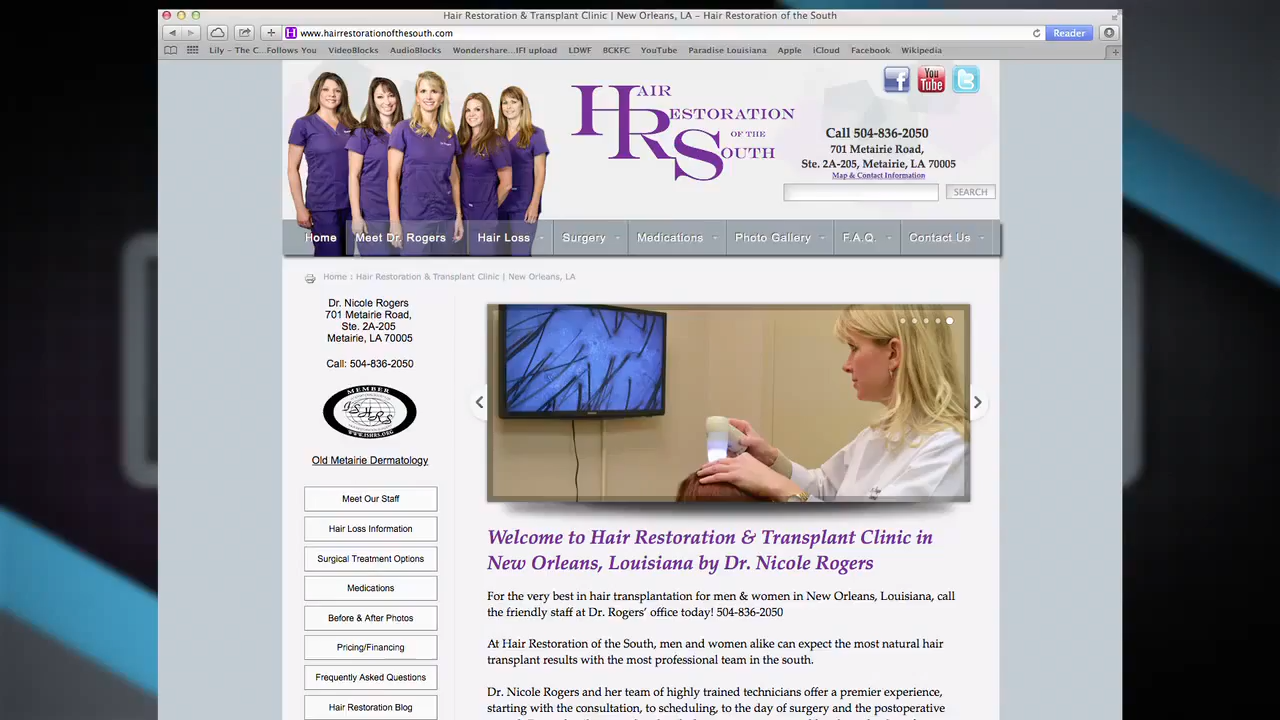 Hair Restoration & Transplant Clinic | New Orleans, LA – Hair Restoration of the South
www.hairrestorationofthesouth.com
Reader
Lily – The C...Follows You VideoBlocks AudioBlocks Wondershare...IFI upload LDWF BCKFC YouTube Paradise Louisiana Apple iCloud Facebook Wikipedia
HAIR
RESTORATION
OF THE
SOUTH
You
Tube
Call 504-836-2050
701 Metairie Road,
Ste. 2A-205, Metairie, LA 70005
Map & Contact Information
SEARCH
Home Meet Dr. Rogers Hair Loss Surgery Medications Photo Gallery F.A.Q. Contact Us
Home : Hair Restoration & Transplant Clinic | New Orleans, LA
Dr. Nicole Rogers
701 Metairie Road,
Ste. 2A-205
Metairie, LA 70005
Call: 504-836-2050
MEMBER
ISHRS
WWW.ISHRS.ORG
Old Metairie Dermatology
Meet Our Staff
Hair Loss Information
Surgical Treatment Options
Medications
Before & After Photos
Pricing/Financing
Frequently Asked Questions
Hair Restoration Blog
Welcome to Hair Restoration & Transplant Clinic in
New Orleans, Louisiana by Dr. Nicole Rogers
For the very best in hair transplantation for men & women in New Orleans, Louisiana, call
the friendly staff at Dr. Rogers' office today! 504-836-2050
At Hair Restoration of the South, men and women alike can expect the most natural hair
transplant results with the most professional team in the south.
Dr. Nicole Rogers and her team of highly trained technicians offer a premier experience,
starting with the consultation, to scheduling, to the day of surgery and the postoperative